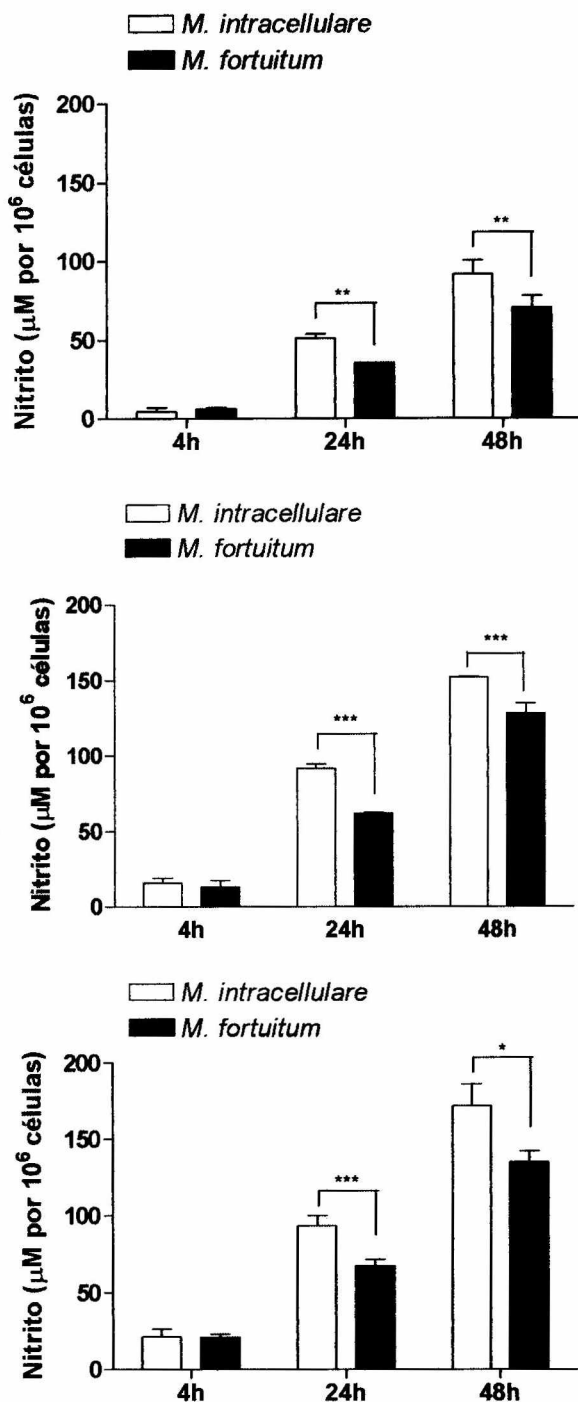 M. intracellulare
M. fortuitum
Nitrito (μM por 10⁶ células)
200
150
100
50
0
**
**
4h
24h
48h
M. intracellulare
M. fortuitum
Nitrito (μM por 10⁶ células)
200
150
100
50
0
***
***
4h
24h
48h
M. intracellulare
M. fortuitum
Nitrito (μM por 10⁶ células)
200
150
100
50
0
***
*
4h
24h
48h